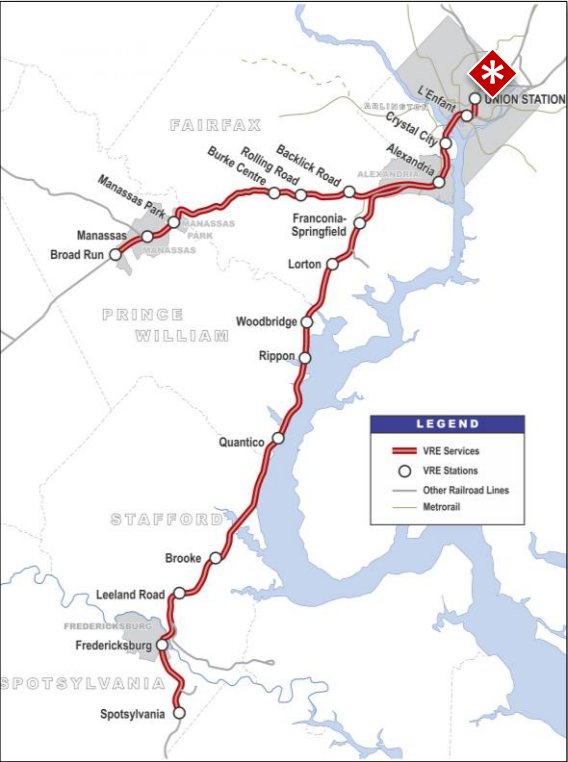 *
UNION STATION
L'Enfant
ARLINGTON
Crystal City
FAIRFAX
Alexandria
ALEXANDRIA
Backlick Road
Rolling Road
Burke Centre
Manassas Park
MANASSAS
PARK
Franconia-
Springfield
Manassas
MANASSAS
Broad Run
Lorton
PRINCE
WILLIAM
Woodbridge
Rippon
LEGEND
VRE Services
VRE Stations
Other Railroad Lines
Metrorail
Quantico
STAFFORD
Brooke
Leeland Road
FREDERICKSBURG
Fredericksburg
SPOTSYLVANIA
Spotsylvania